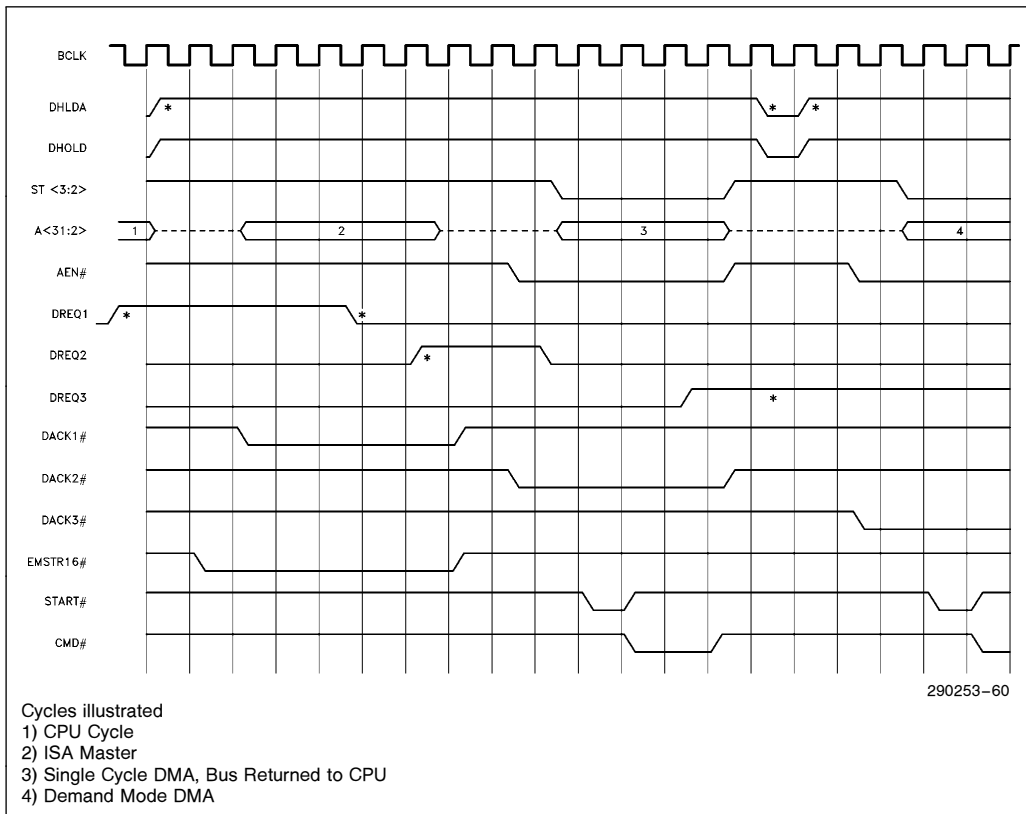 BCLK
DHLDA * * *
DHOLD
ST <3:2>
A<31:2> 1 2 3 4
AEN#
DREQ1 * *
DREQ2 *
DREQ3 *
DACK1#
DACK2#
DACK3#
EMSTR16#
START#
CMD#
290253–60
Cycles illustrated
1) CPU Cycle
2) ISA Master
3) Single Cycle DMA, Bus Returned to CPU
4) Demand Mode DMA